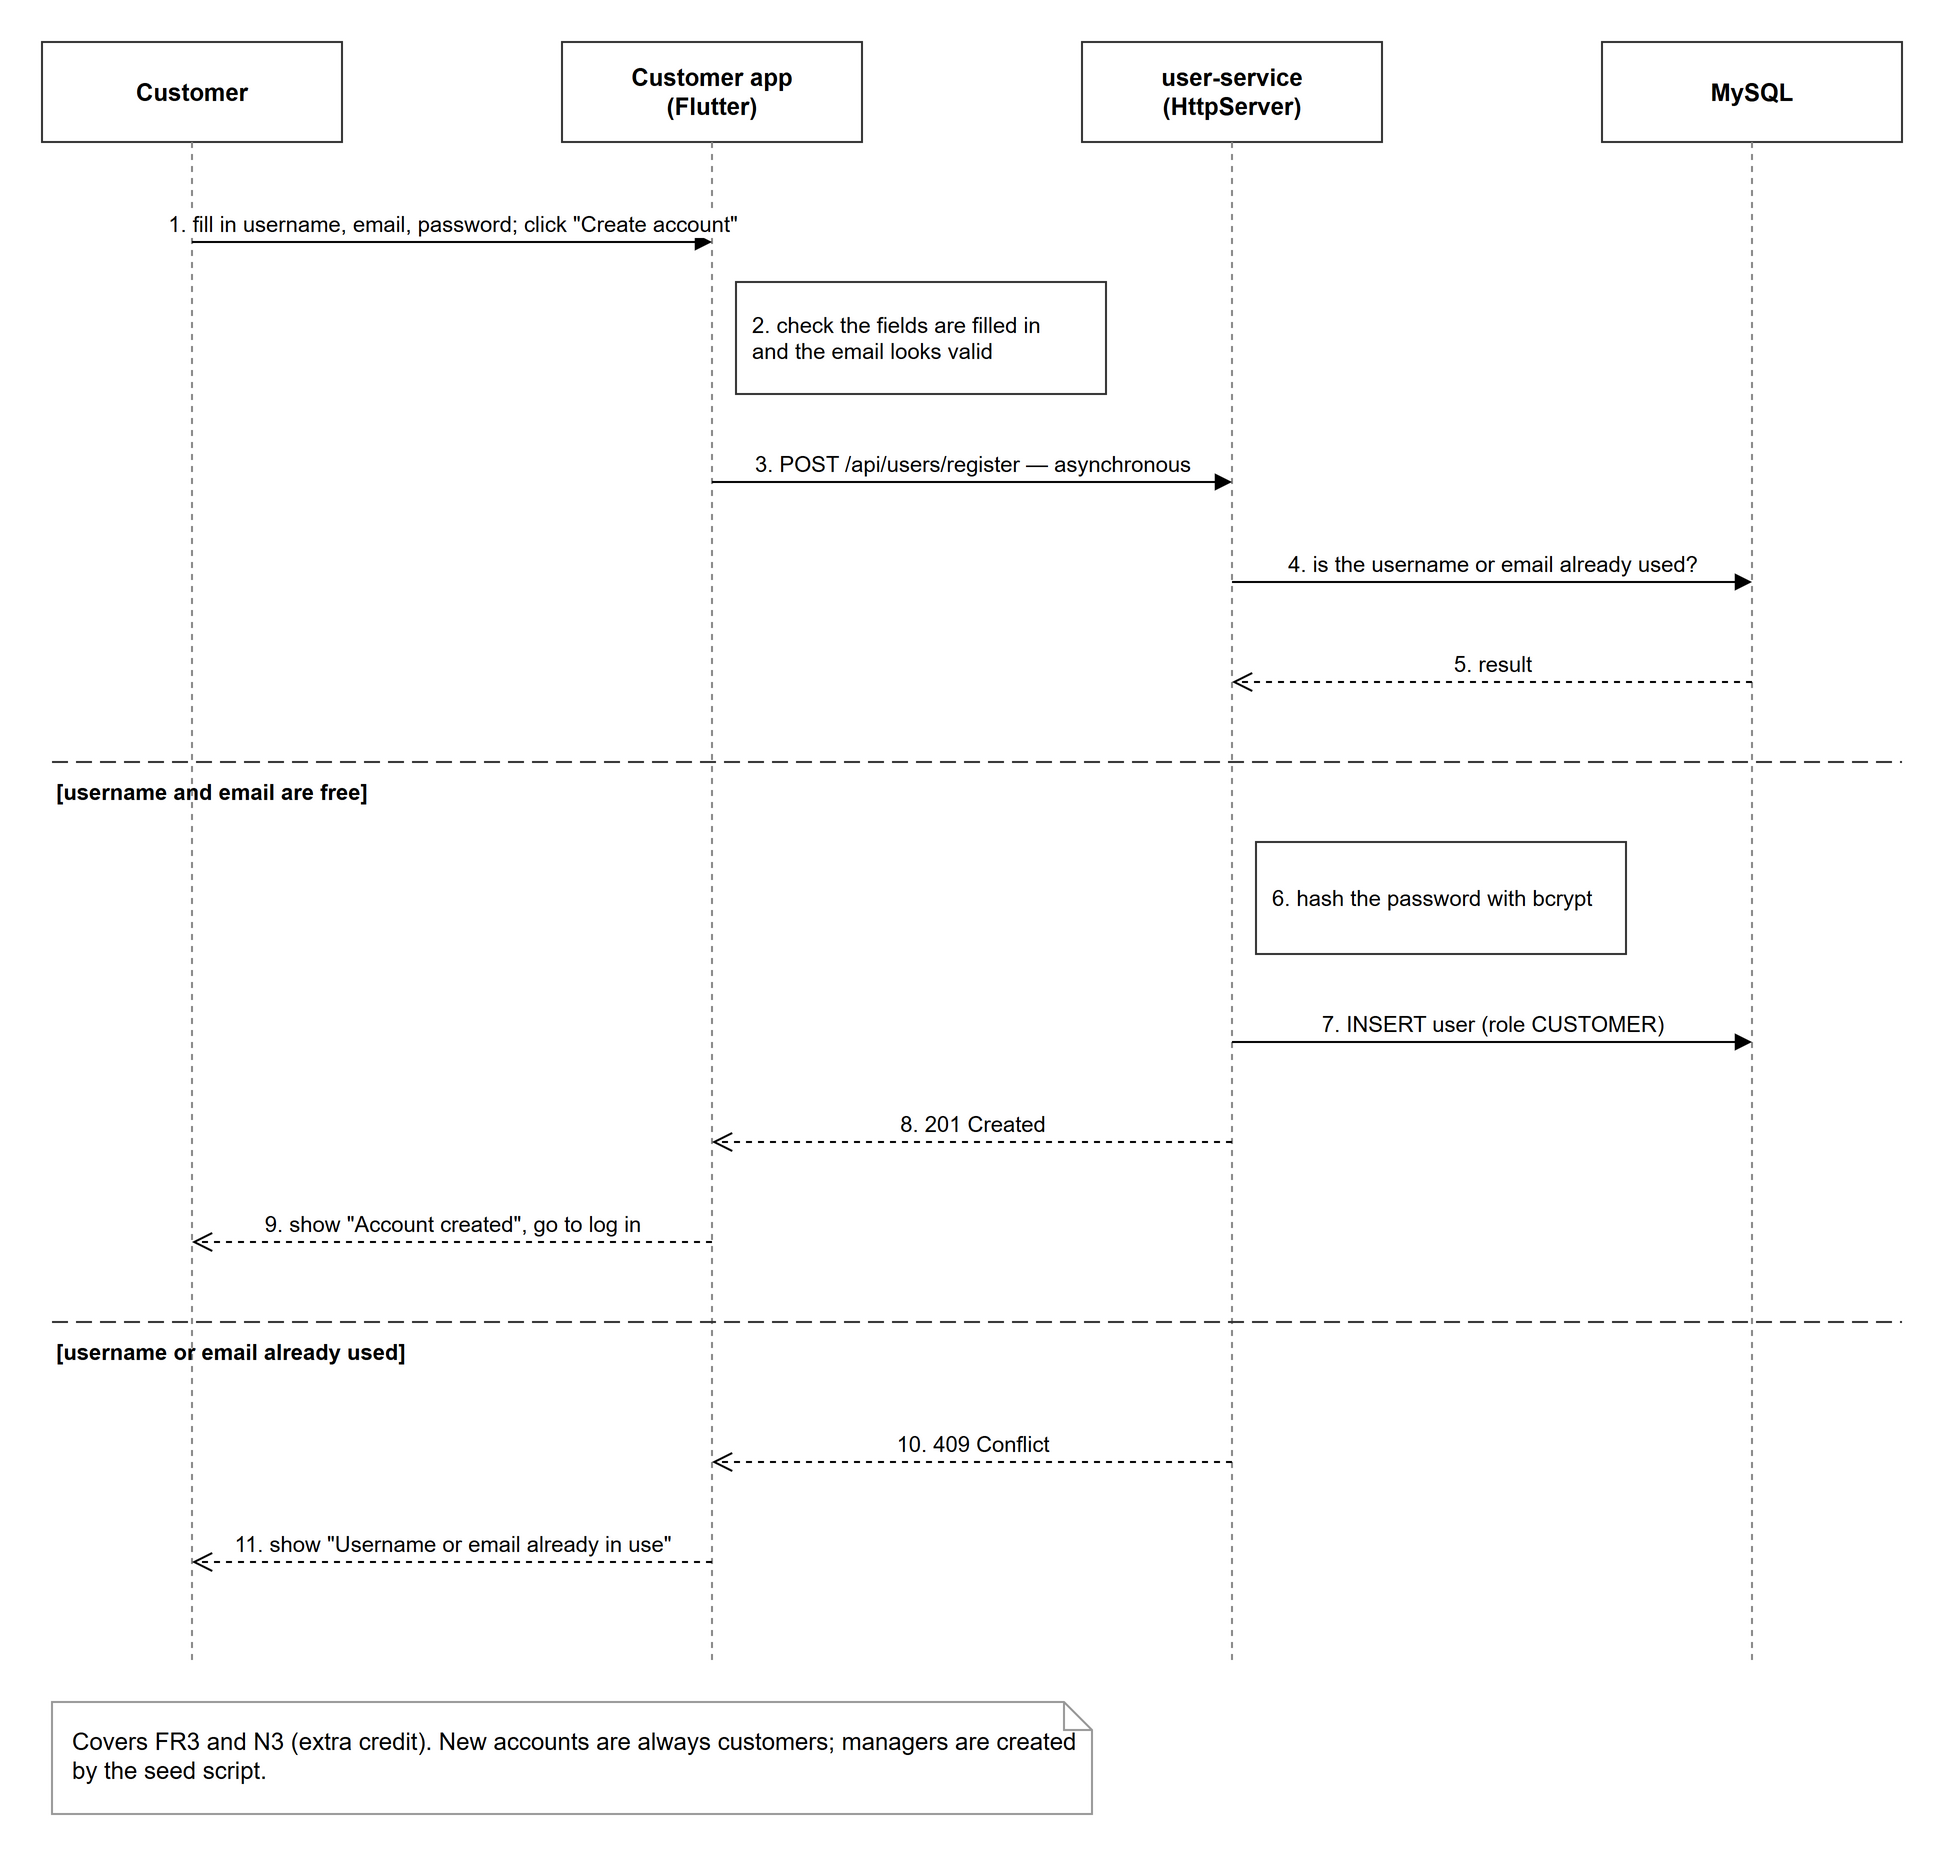 Customer
Customer app
(Flutter)
user-service
(HttpServer)
MySQL
1. fill in username, email, password; click "Create account"
2. check the fields are filled in
and the email looks valid
3. POST /api/users/register — asynchronous
4. is the username or email already used?
5. result
[username and email are free]
6. hash the password with bcrypt
7. INSERT user (role CUSTOMER)
8. 201 Created
9. show "Account created", go to log in
[username or email already used]
10. 409 Conflict
11. show "Username or email already in use"
Covers FR3 and N3 (extra credit). New accounts are always customers; managers are created
by the seed script.